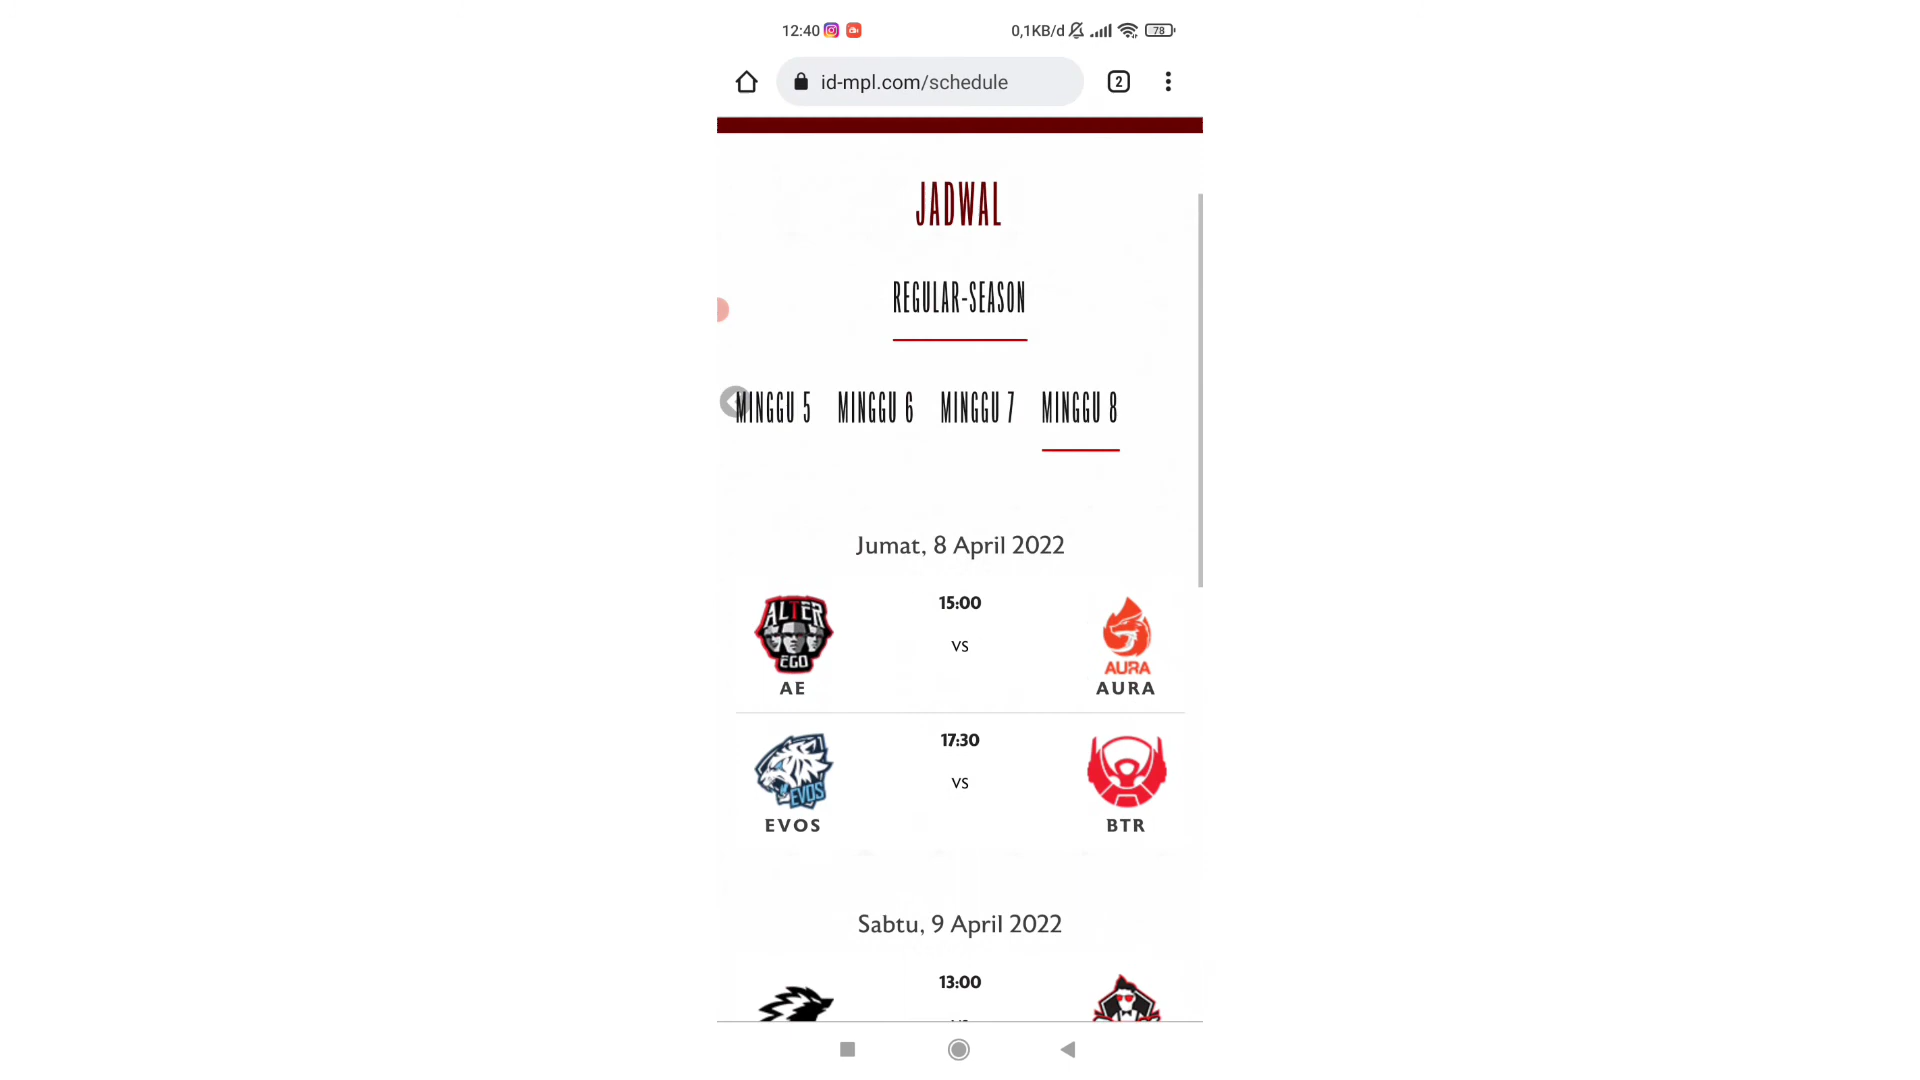 12:40 0,1KB/d 78
id-mpl.com/schedule 2
JADWAL
REGULAR-SEASON
MINGGU 5 MINGGU 6 MINGGU 7 MINGGU 8
Jumat, 8 April 2022
15:00
ALTER
EGO
VS
AURA
AE AURA
17:30
VS
EVOS
EVOS BTR
Sabtu, 9 April 2022
13:00